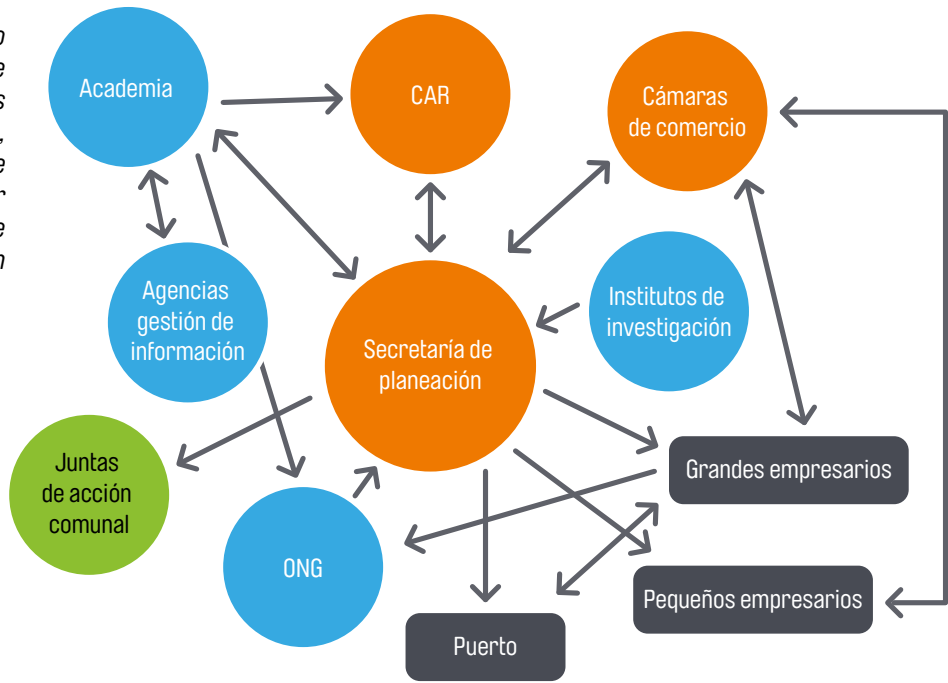 Academia
CAR
Cámaras
de comercio
Agencias
gestión de
información
Institutos de
investigación
Secretaría de
planeación
Juntas
de acción
comunal
Grandes empresarios
ONG
Pequeños empresarios
Puerto